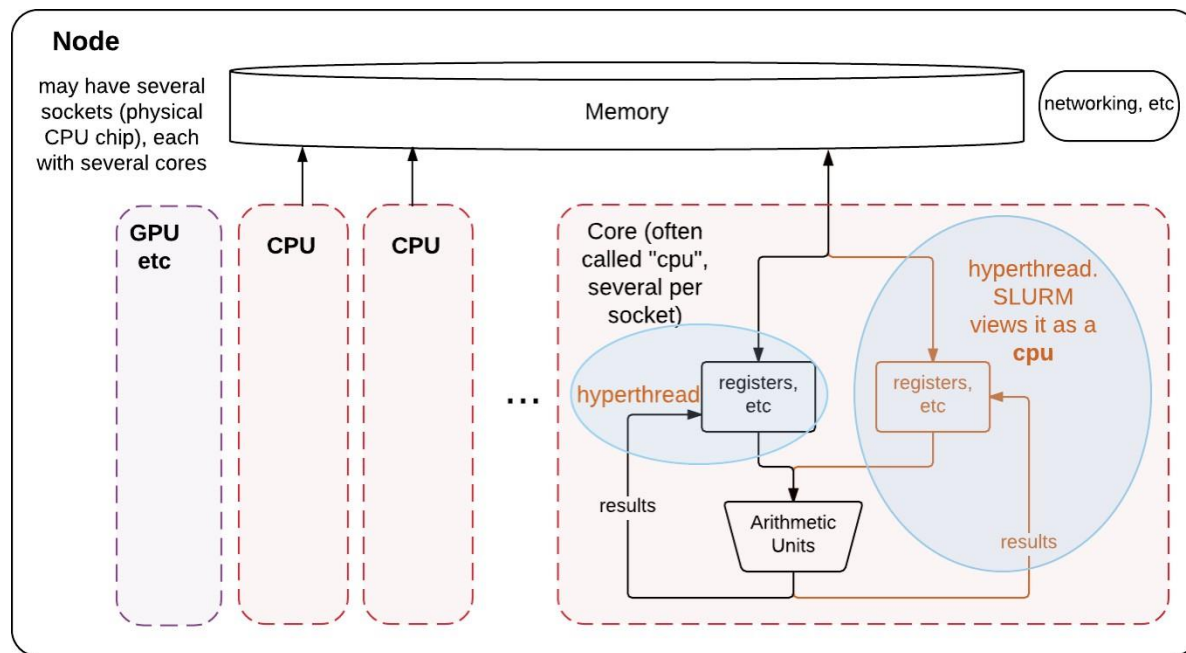 Node
may have several
sockets (physical
CPU chip), each
with several cores
Memory
networking, etc
GPU
etc
CPU
CPU
...
Core (often
called "cpu",
several per
socket)
hyperthread.
SLURM
views it as a
cpu
hyperthread
registers,
etc
registers,
etc
results
Arithmetic
Units
results